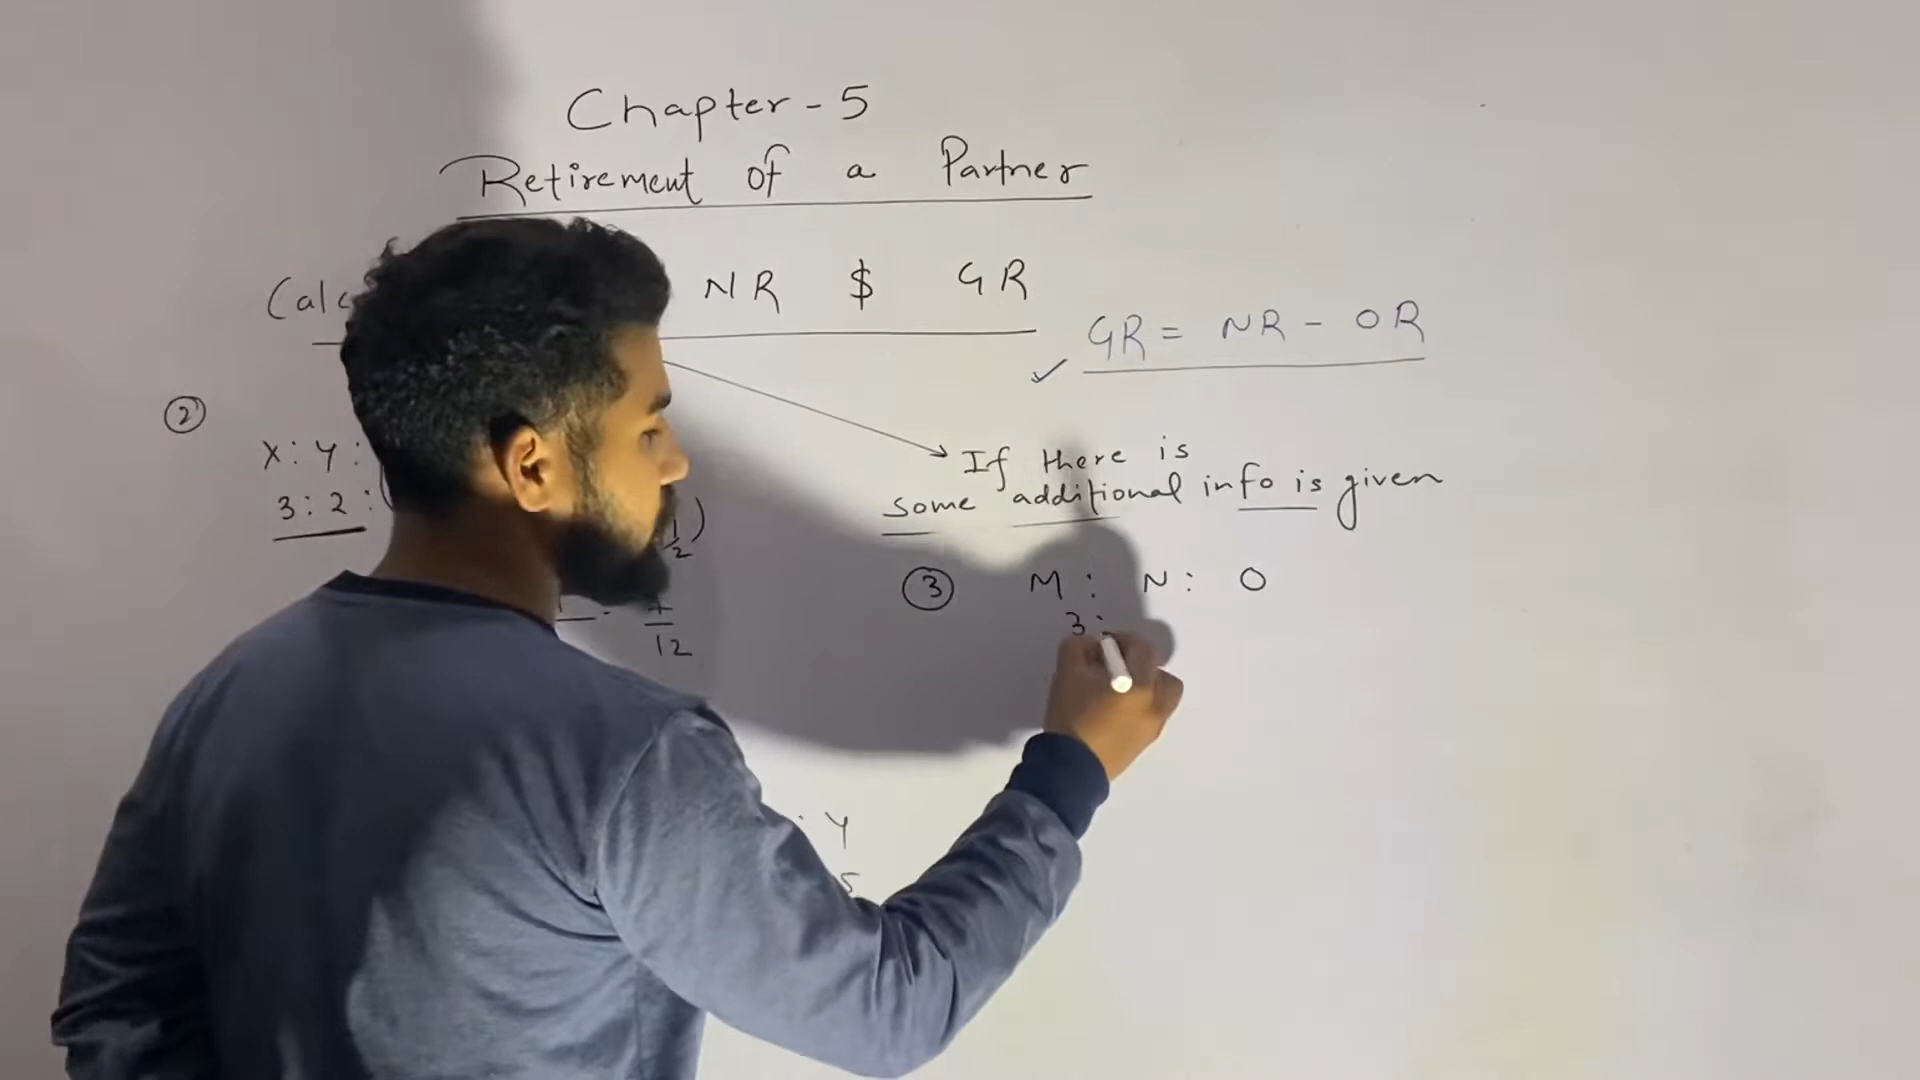 Chapter - 5
Retirement of a Partner
Calc NR $ GR
GR = NR - OR
②
X : Y :
3 : 2 :
If there is
some additional info is given
1/2)
12
③ M : N : O
3 :
: Y
5